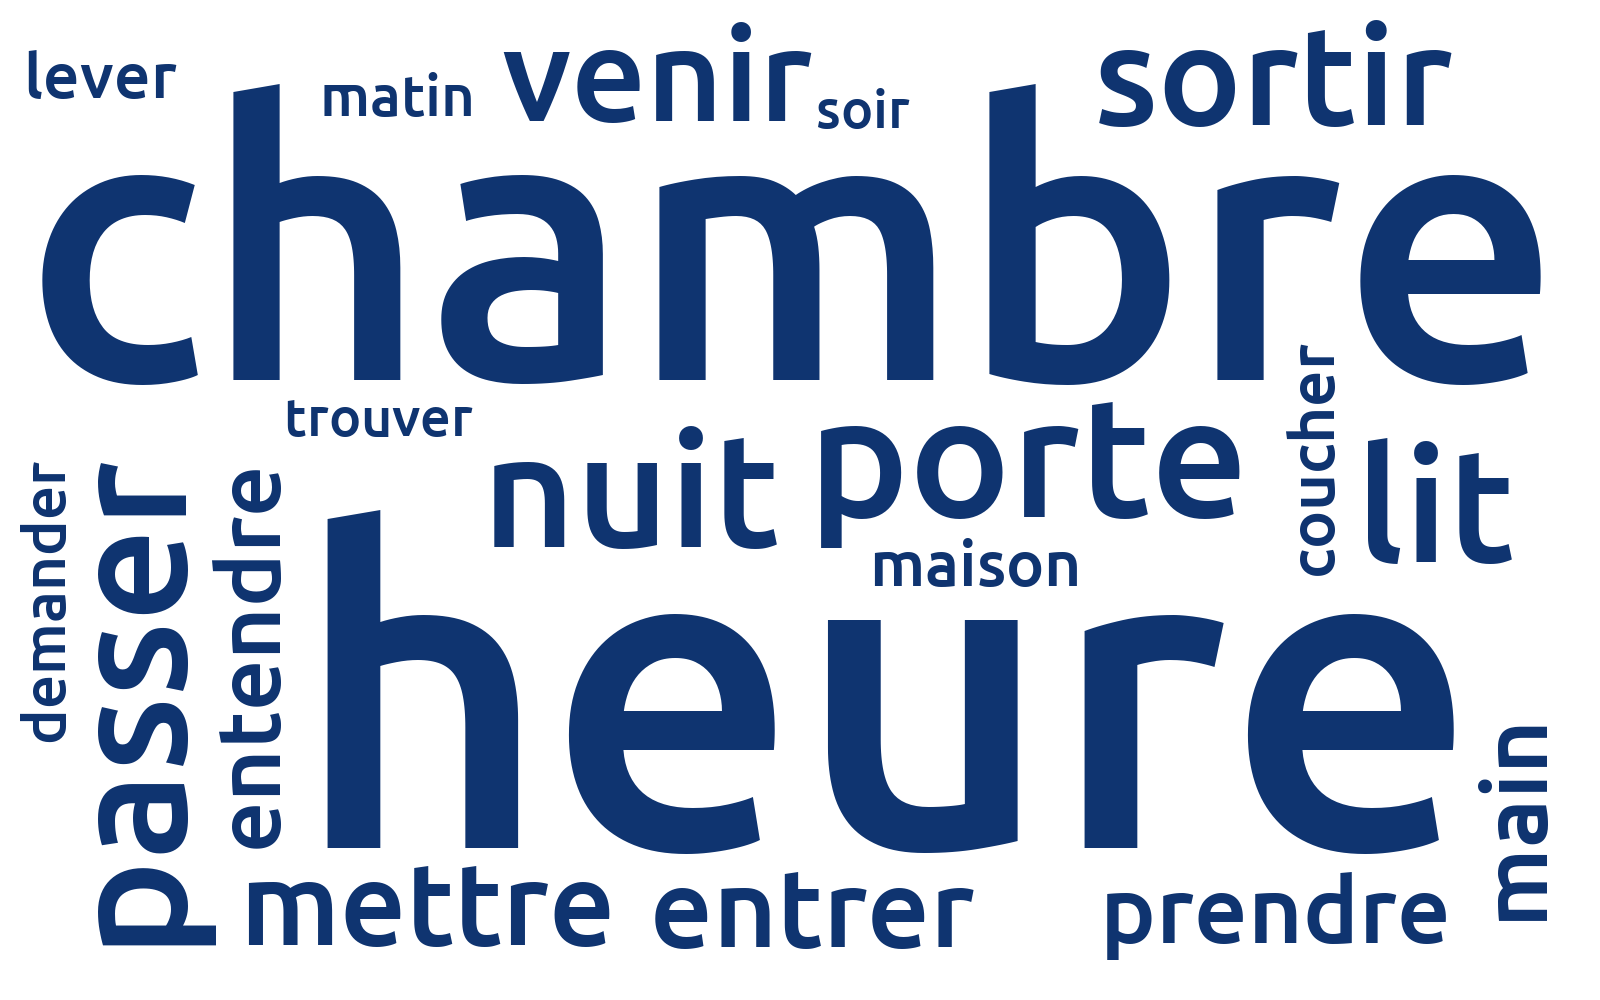 lever
matin
venir
soir
sortir
chambre
trouver
nuit
porte
coucher
lit
demander
passer
entendre
maison
heure
main
mettre
entrer
prendre